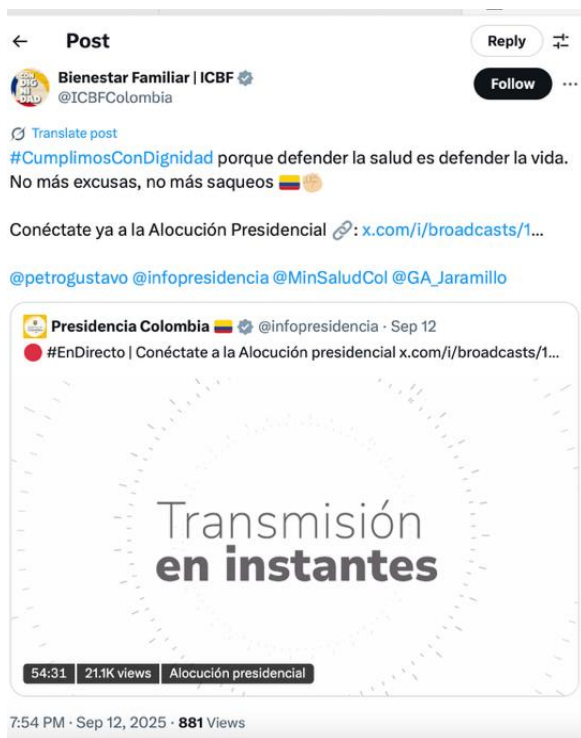 Post
Reply
Bienestar Familiar | ICBF
@ICBFColombia
Follow
Translate post
#CumplimosConDignidad porque defender la salud es defender la vida.
No más excusas, no más saqueos 🇨🇴✊🏼
Conéctate ya a la Alocución Presidencial 🔗: x.com/i/broadcasts/1...
@petrogustavo @infopresidencia @MinSaludCol @GA_Jaramillo
Presidencia Colombia 🇨🇴 @infopresidencia · Sep 12
🔴 #EnDirecto | Conéctate a la Alocución presidencial x.com/i/broadcasts/1...
Transmisión
en instantes
54:31 21.1K views Alocución presidencial
7:54 PM · Sep 12, 2025 · 881 Views